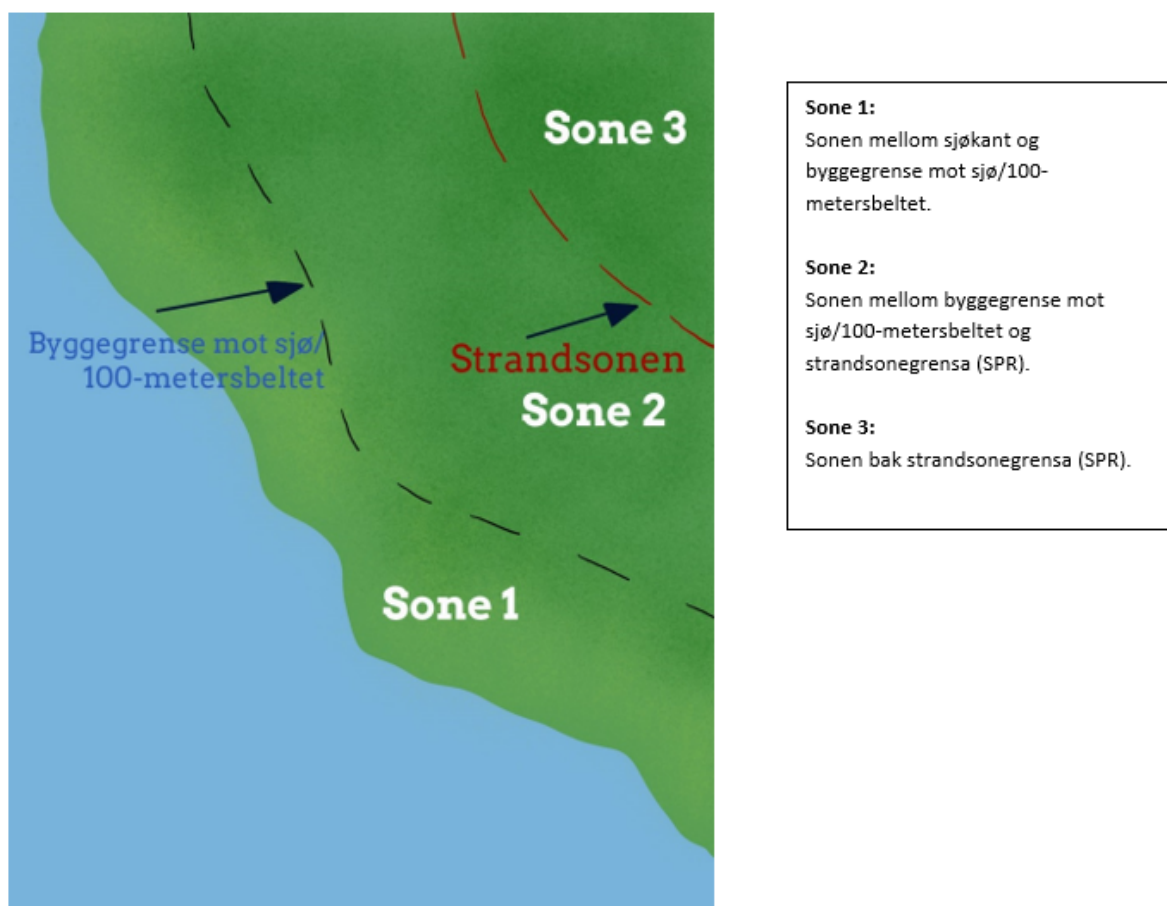 Sone 3
Byggegrense mot sjø/
100-metersbeltet
Strandsonen
Sone 2
Sone 1
Sone 1:
Sonen mellom sjøkant og
byggegrense mot sjø/100-
metersbeltet.
Sone 2:
Sonen mellom byggegrense mot
sjø/100-metersbeltet og
strandsonegrensa (SPR).
Sone 3:
Sonen bak strandsonegrensa (SPR).